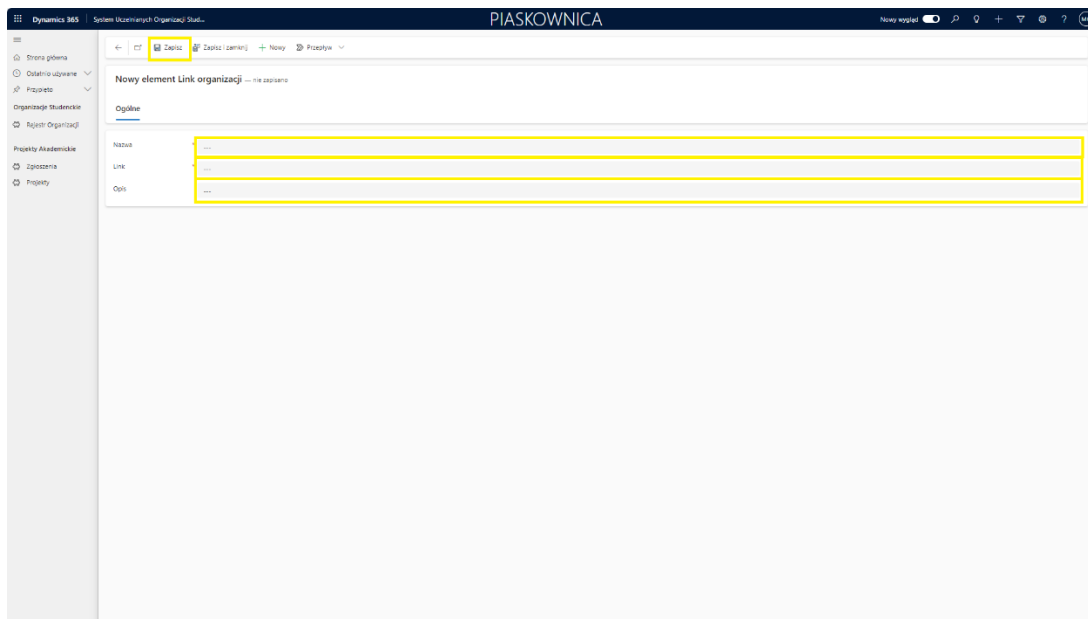 Dynamics 365 System Uczelnianych Organizacji Stud... PIASKOWNICA Nowy wygląd
Zapisz Zapisz i zamknij Nowy Przepływ
Strona główna
Ostatnio używane
Przypięto
Organizacje Studenckie
Rejestr Organizacji
Projekty Akademickie
Zgłoszenia
Projekty
Nowy element Link organizacji — nie zapisano
Ogólne
Nazwa * ---
Link * ---
Opis ---